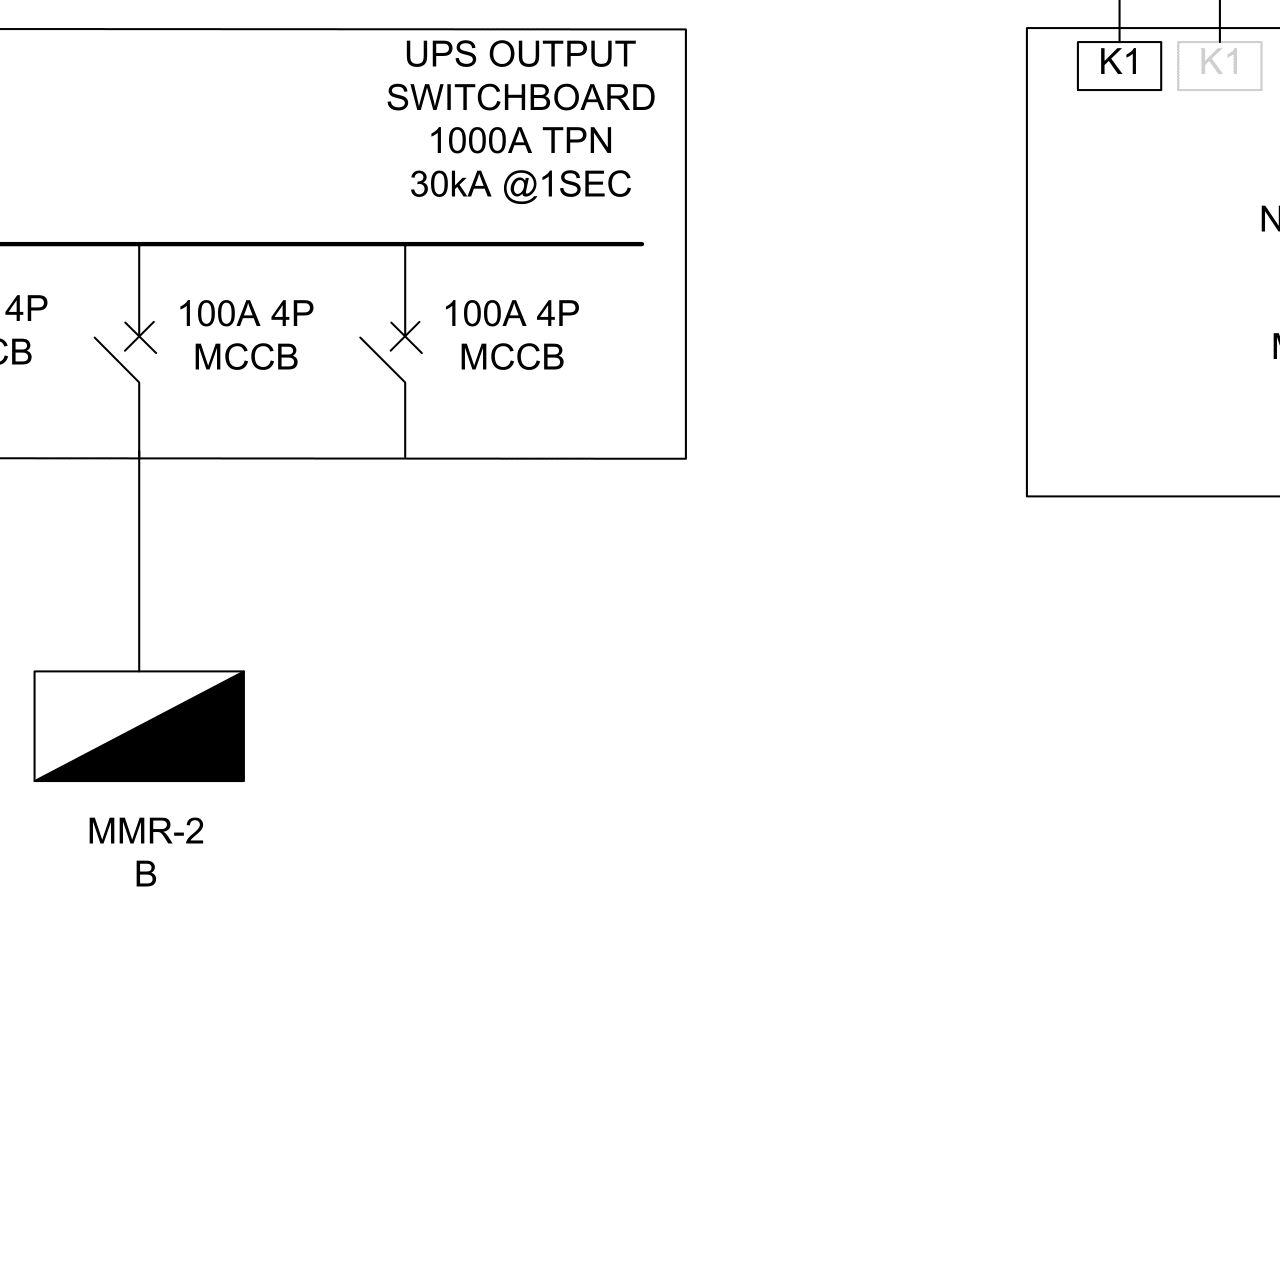 UPS OUTPUT
SWITCHBOARD
1000A TPN
30kA @1SEC
4P
CB
100A 4P
MCCB
100A 4P
MCCB
MMR-2
B
K1
K1
N